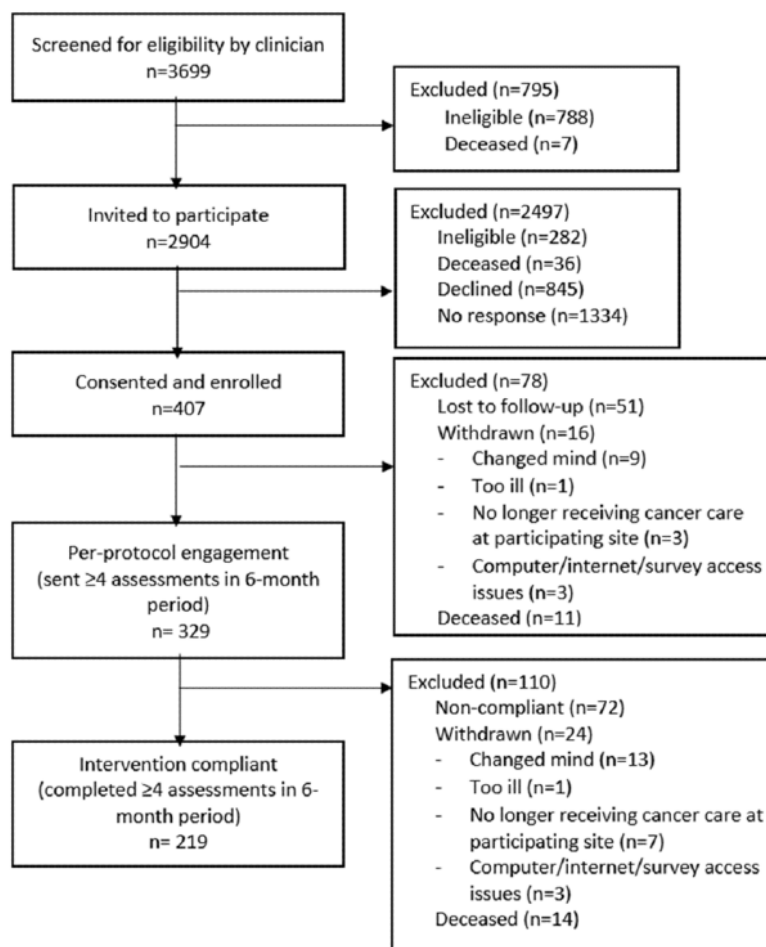 Screened for eligibility by clinician
n=3699
Excluded (n=795)
Ineligible (n=788)
Deceased (n=7)
Invited to participate
n=2904
Excluded (n=2497)
Ineligible (n=282)
Deceased (n=36)
Declined (n=845)
No response (n=1334)
Consented and enrolled
n=407
Excluded (n=78)
Lost to follow-up (n=51)
Withdrawn (n=16)
- Changed mind (n=9)
- Too ill (n=1)
- No longer receiving cancer care
at participating site (n=3)
- Computer/internet/survey access
issues (n=3)
Deceased (n=11)
Per-protocol engagement
(sent ≥4 assessments in 6-month
period)
n= 329
Excluded (n=110)
Non-compliant (n=72)
Withdrawn (n=24)
- Changed mind (n=13)
- Too ill (n=1)
- No longer receiving cancer care at
participating site (n=7)
- Computer/internet/survey access
issues (n=3)
Deceased (n=14)
Intervention compliant
(completed ≥4 assessments in 6-
month period)
n= 219